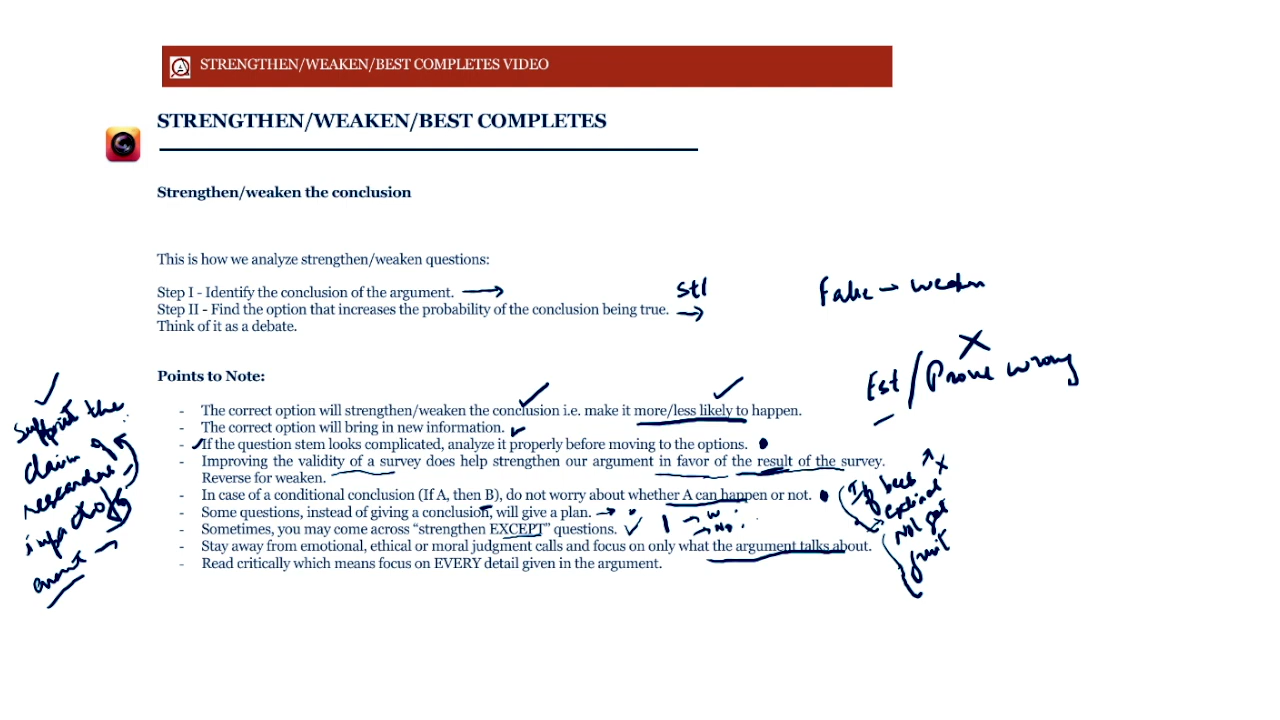 STRENGTHEN/WEAKEN/BEST COMPLETES VIDEO
STRENGTHEN/WEAKEN/BEST COMPLETES
Strengthen/weaken the conclusion
This is how we analyze strengthen/weaken questions:
Step I - Identify the conclusion of the argument.
Step II - Find the option that increases the probability of the conclusion being true.
Think of it as a debate.
Points to Note:
- The correct option will strengthen/weaken the conclusion i.e. make it more/less likely to happen.
- The correct option will bring in new information.
- If the question stem looks complicated, analyze it properly before moving to the options.
- Improving the validity of a survey does help strengthen our argument in favor of the result of the survey.
Reverse for weaken.
- In case of a conditional conclusion (If A, then B), do not worry about whether A can happen or not.
- Some questions, instead of giving a conclusion, will give a plan.
- Sometimes, you may come across "strengthen EXCEPT" questions.
- Stay away from emotional, ethical or moral judgment calls and focus on only what the argument talks about.
- Read critically which means focus on EVERY detail given in the argument.
False → weaken
Est / Prove wrong
Support the
claim of
If bees
not get
fruit